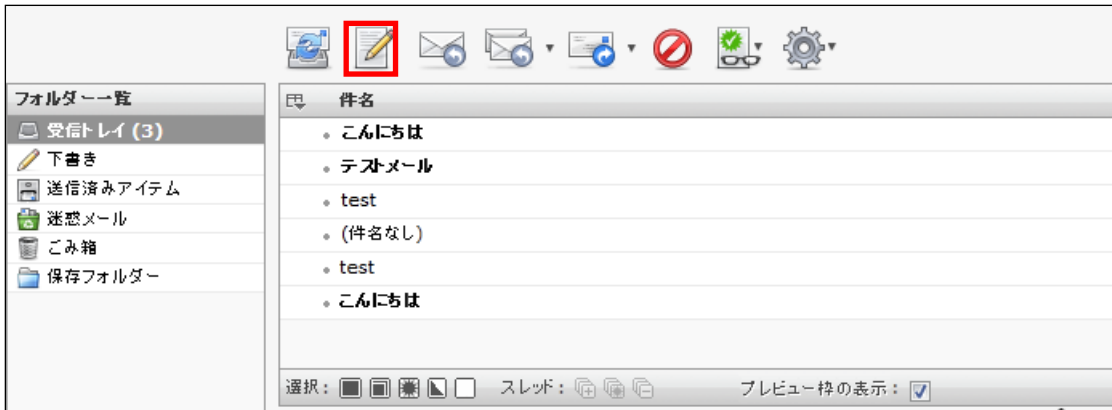 フォルダー一覧
受信トレイ (3)
下書き
送信済みアイテム
迷惑メール
ごみ箱
保存フォルダー
件名
こんにちは
テストメール
test
(件名なし)
test
こんにちは
選択: スレッド: プレビュー枠の表示: